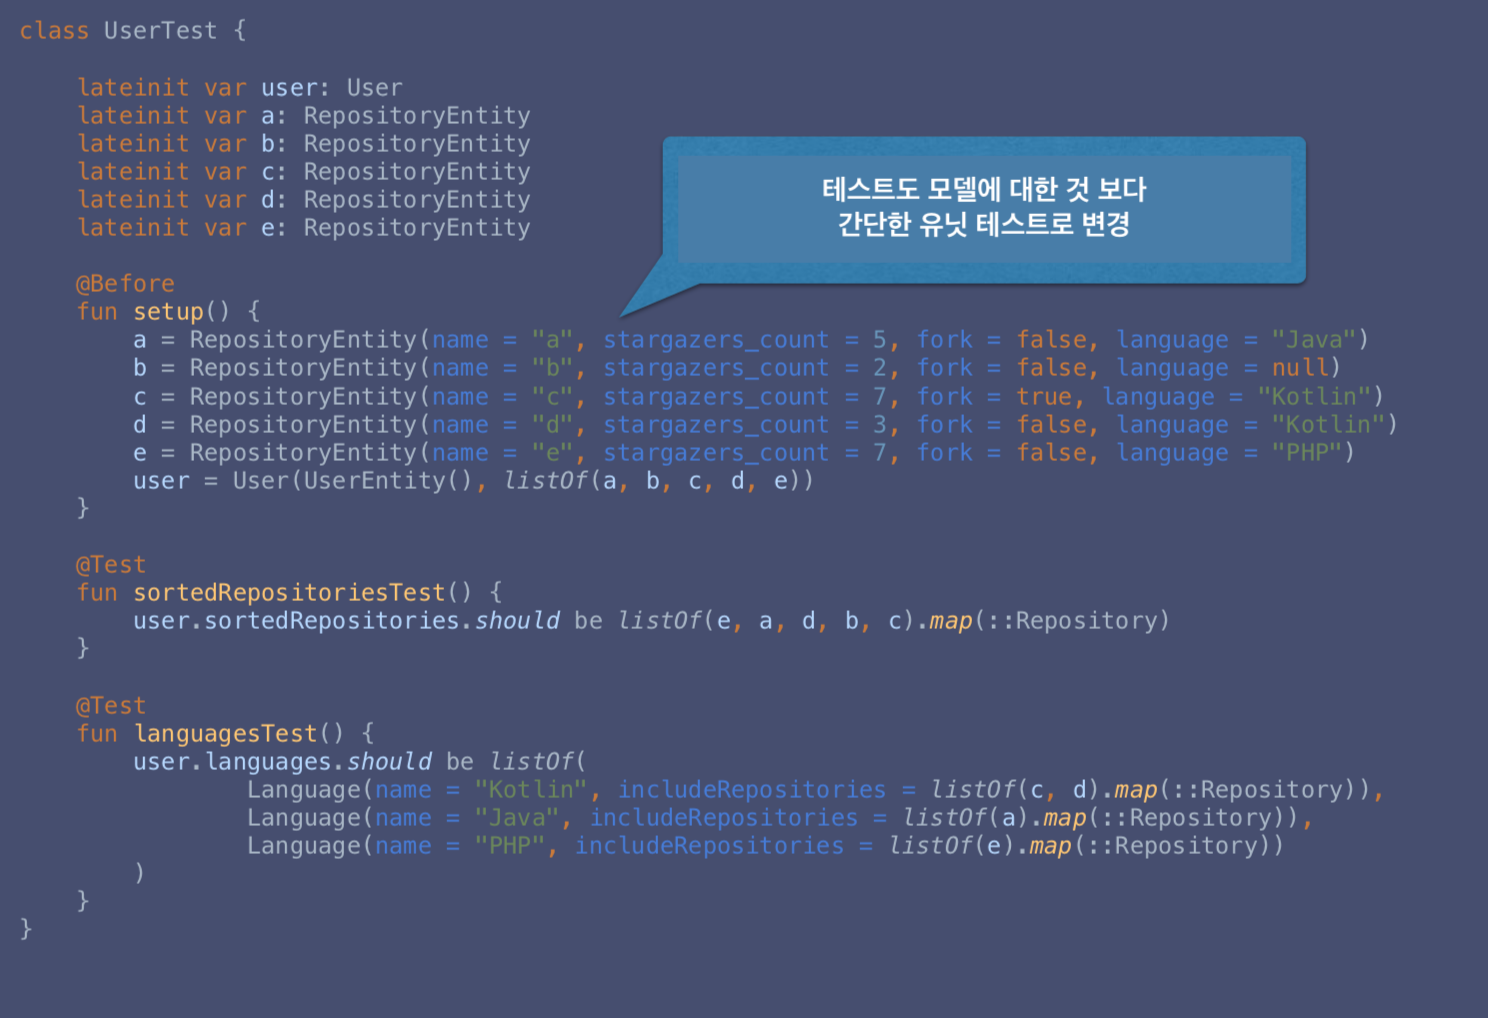 class UserTest {
lateinit var user: User
lateinit var a: RepositoryEntity
lateinit var b: RepositoryEntity
lateinit var c: RepositoryEntity
lateinit var d: RepositoryEntity
lateinit var e: RepositoryEntity
테스트도 모델에 대한 것 보다
간단한 유닛 테스트로 변경
@Before
fun setup() {
a = RepositoryEntity(name = "a", stargazers_count = 5, fork = false, language = "Java")
b = RepositoryEntity(name = "b", stargazers_count = 2, fork = false, language = null)
c = RepositoryEntity(name = "c", stargazers_count = 7, fork = true, language = "Kotlin")
d = RepositoryEntity(name = "d", stargazers_count = 3, fork = false, language = "Kotlin")
e = RepositoryEntity(name = "e", stargazers_count = 7, fork = false, language = "PHP")
user = User(UserEntity(), listOf(a, b, c, d, e))
}
@Test
fun sortedRepositoriesTest() {
user.sortedRepositories.should be listOf(e, a, d, b, c).map(::Repository)
}
@Test
fun languagesTest() {
user.languages.should be listOf(
Language(name = "Kotlin", includeRepositories = listOf(c, d).map(::Repository)),
Language(name = "Java", includeRepositories = listOf(a).map(::Repository)),
Language(name = "PHP", includeRepositories = listOf(e).map(::Repository))
)
}
}